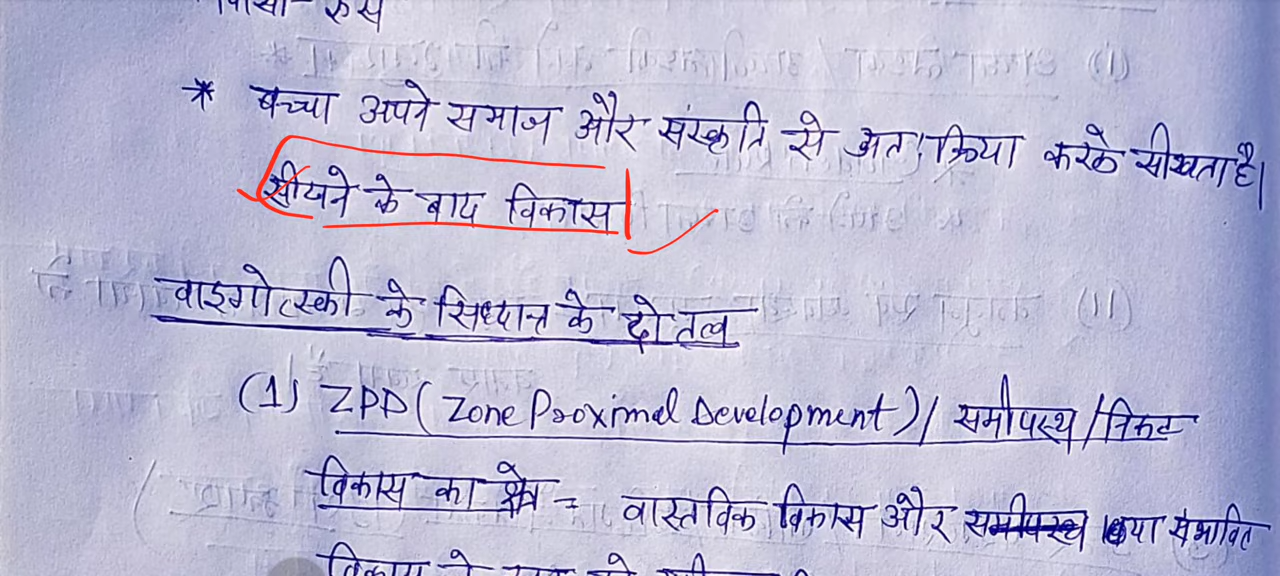 रुस
* बच्चा अपने समाज और संस्कृति से अतःक्रिया करके सीखता है।
सीखने के बाद विकास
वाइगोत्स्की के सिध्यान्त के दो तत्व
(1) ZPD (Zone Proximal Development) / समीपस्थ / निकट
विकास का क्षेत्र = वास्तविक विकास और समीपस्थ या संभावित
विकास के